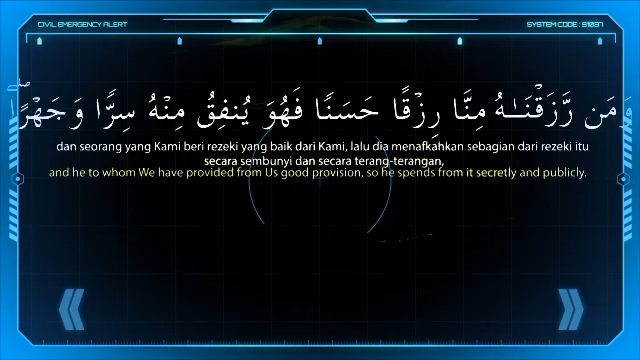 CIVIL EMERGENCY ALERT
SYSTEM CODE : S1037
وَمَن رَّزَقْنَـٰهُ مِنَّا رِزْقًا حَسَنًا فَهُوَ يُنفِقُ مِنْهُ سِرًّا وَجَهْرًا ۖ
dan seorang yang Kami beri rezeki yang baik dari Kami, lalu dia menafkahkan sebagian dari rezeki itu
secara sembunyi dan secara terang-terangan,
and he to whom We have provided from Us good provision, so he spends from it secretly and publicly.